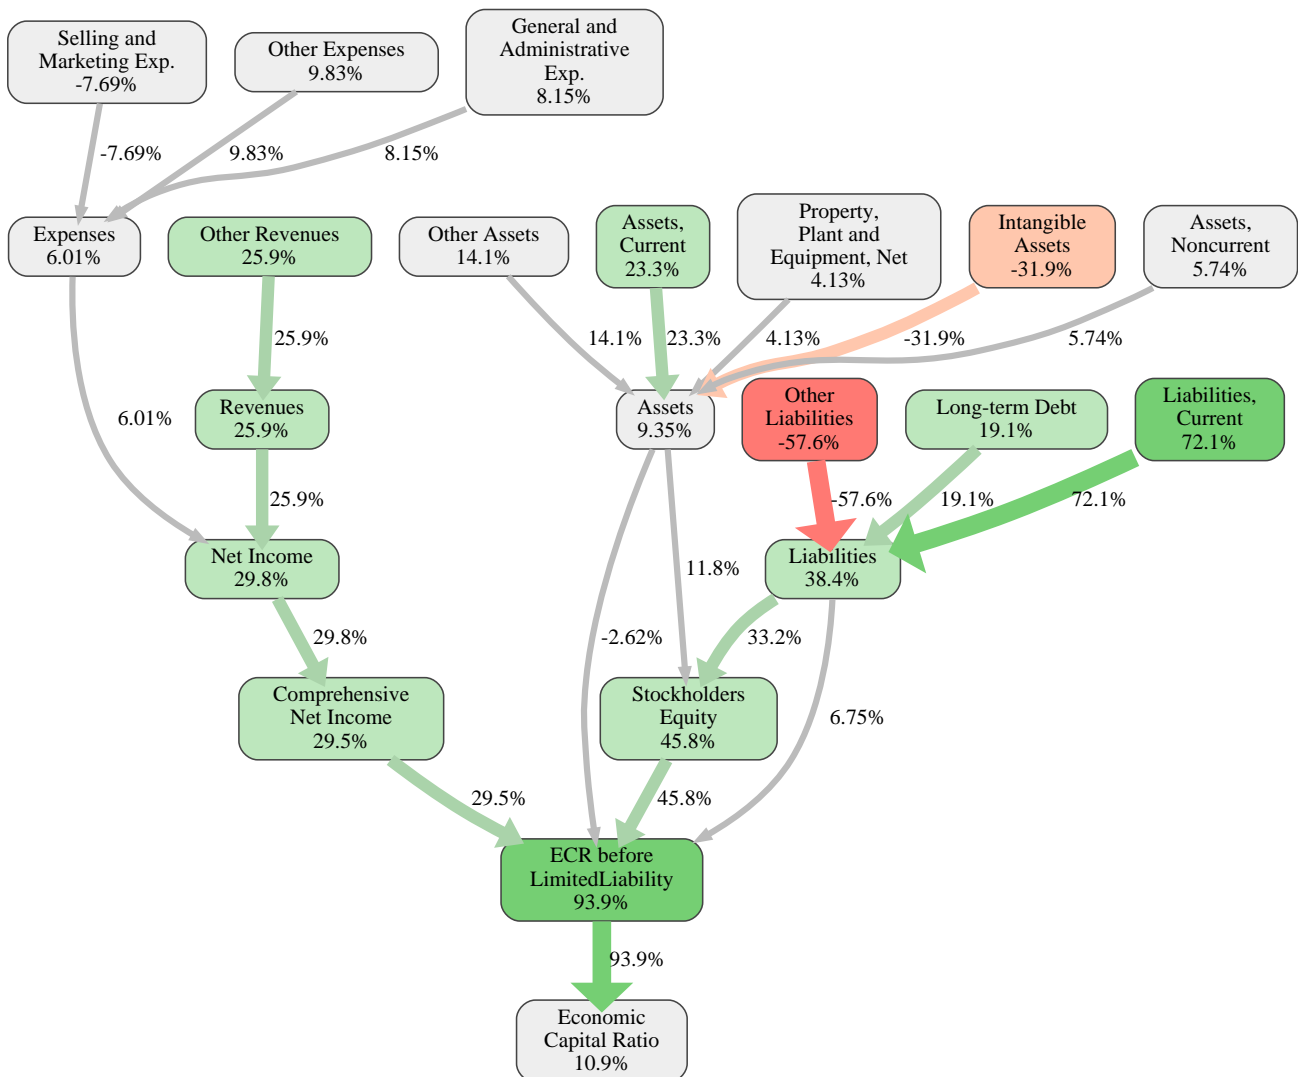 Selling and
Marketing Exp.
-7.69%
Other Expenses
9.83%
General and
Administrative
Exp.
8.15%
-7.69%
9.83%
8.15%
Expenses
6.01%
Other Revenues
25.9%
Other Assets
14.1%
Assets,
Current
23.3%
Property,
Plant and
Equipment, Net
4.13%
Intangible
Assets
-31.9%
Assets,
Noncurrent
5.74%
25.9%
14.1%
23.3%
4.13%
-31.9%
5.74%
6.01%
Revenues
25.9%
Assets
9.35%
Other
Liabilities
-57.6%
Long-term Debt
19.1%
Liabilities,
Current
72.1%
25.9%
-57.6%
19.1%
72.1%
Net Income
29.8%
11.8%
Liabilities
38.4%
29.8%
-2.62%
33.2%
Comprehensive
Net Income
29.5%
Stockholders
Equity
45.8%
6.75%
29.5%
45.8%
ECR before
LimitedLiability
93.9%
93.9%
Economic
Capital Ratio
10.9%